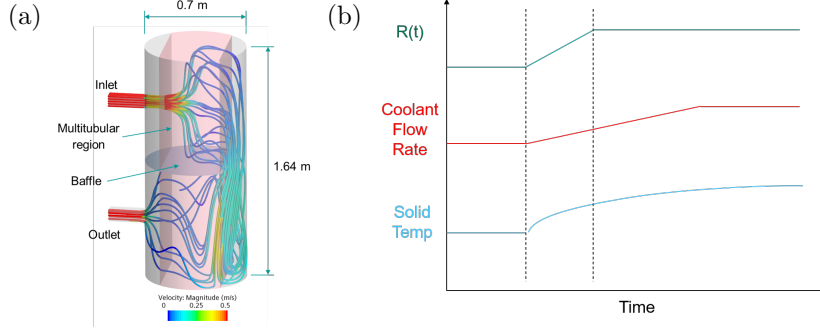 (a)
0.7 m
Inlet
Multitubular
region
Baffle
Outlet
1.64 m
Velocity: Magnitude (m/s)
0 0.25 0.5
(b)
R(t)
Coolant
Flow
Rate
Solid
Temp
Time